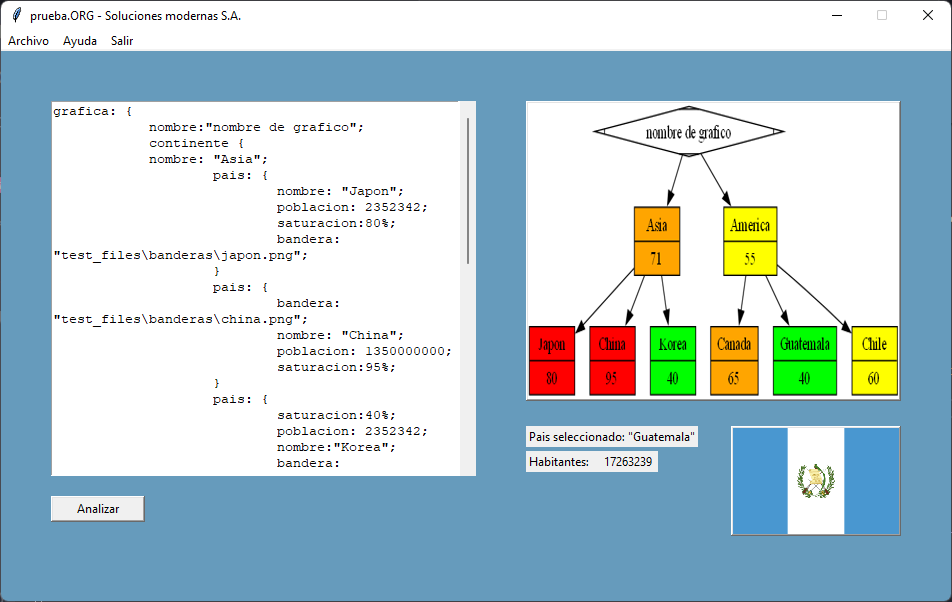 prueba.ORG - Soluciones modernas S.A.
Archivo Ayuda Salir
grafica: {
nombre:"nombre de grafico";
continente {
nombre: "Asia";
pais: {
nombre: "Japon";
poblacion: 2352342;
saturacion:80%;
bandera:
"test_files\banderas\japon.png";
}
pais: {
bandera:
"test_files\banderas\china.png";
nombre: "China";
poblacion: 1350000000;
saturacion:95%;
}
pais: {
saturacion:40%;
poblacion: 2352342;
nombre:"Korea";
bandera:
Analizar
nombre de grafico
Asia America
71 55
Japon China Korea Canada Guatemala Chile
80 95 40 65 40 60
Pais seleccionado: "Guatemala"
Habitantes: 17263239